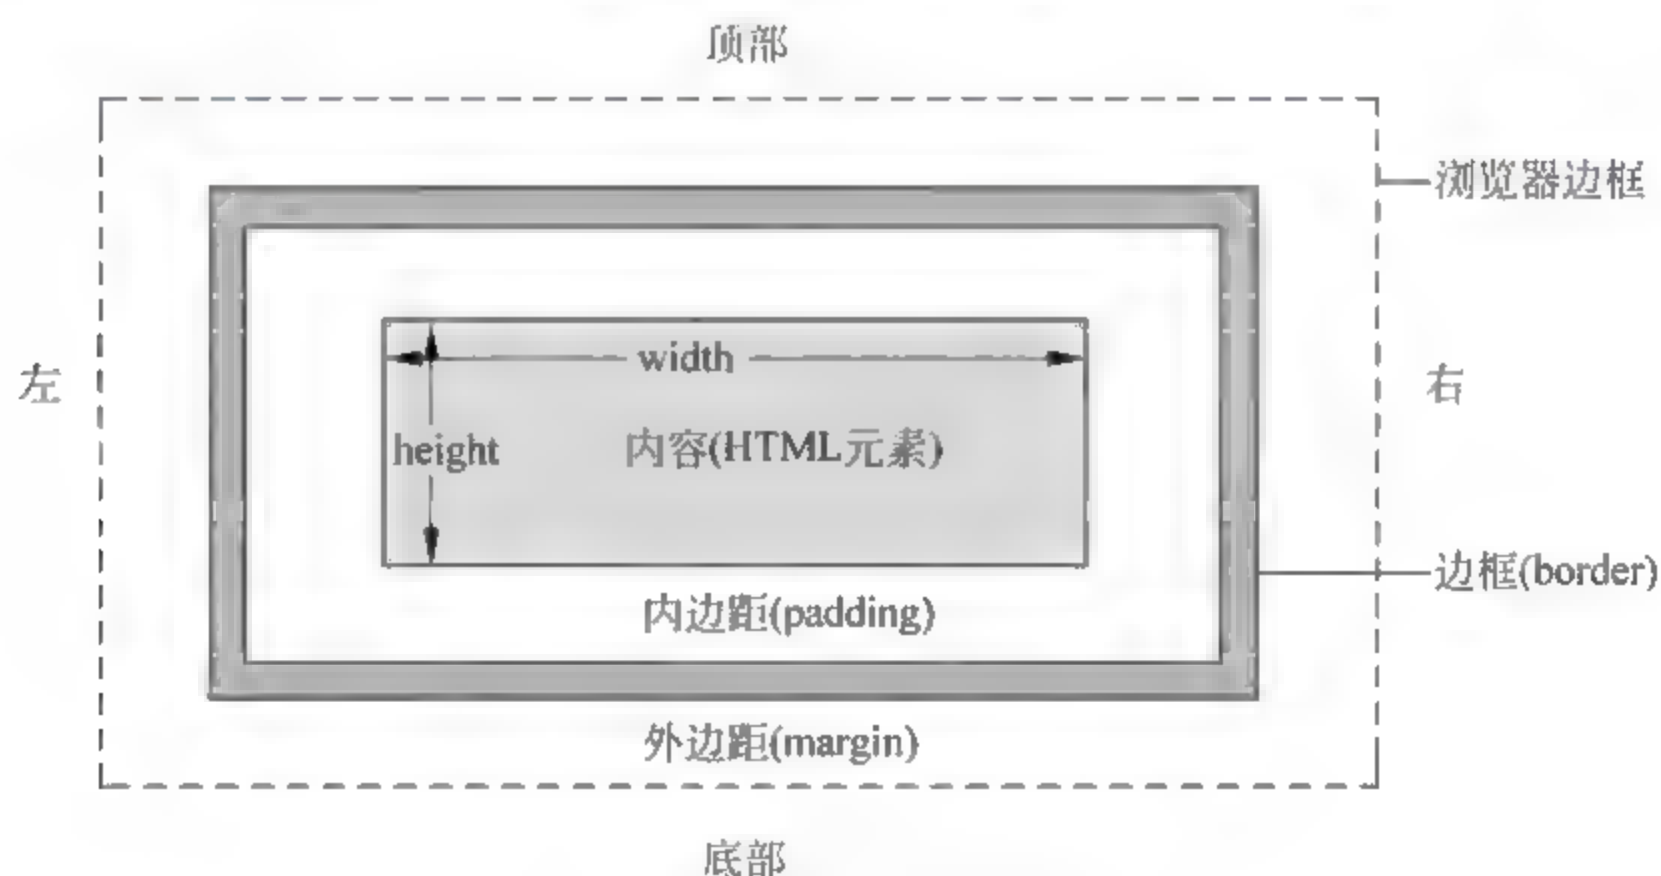 顶部
浏览器边框
width
左
右
height
内容(HTML元素)
边框(border)
内边距(padding)
外边距(margin)
底部